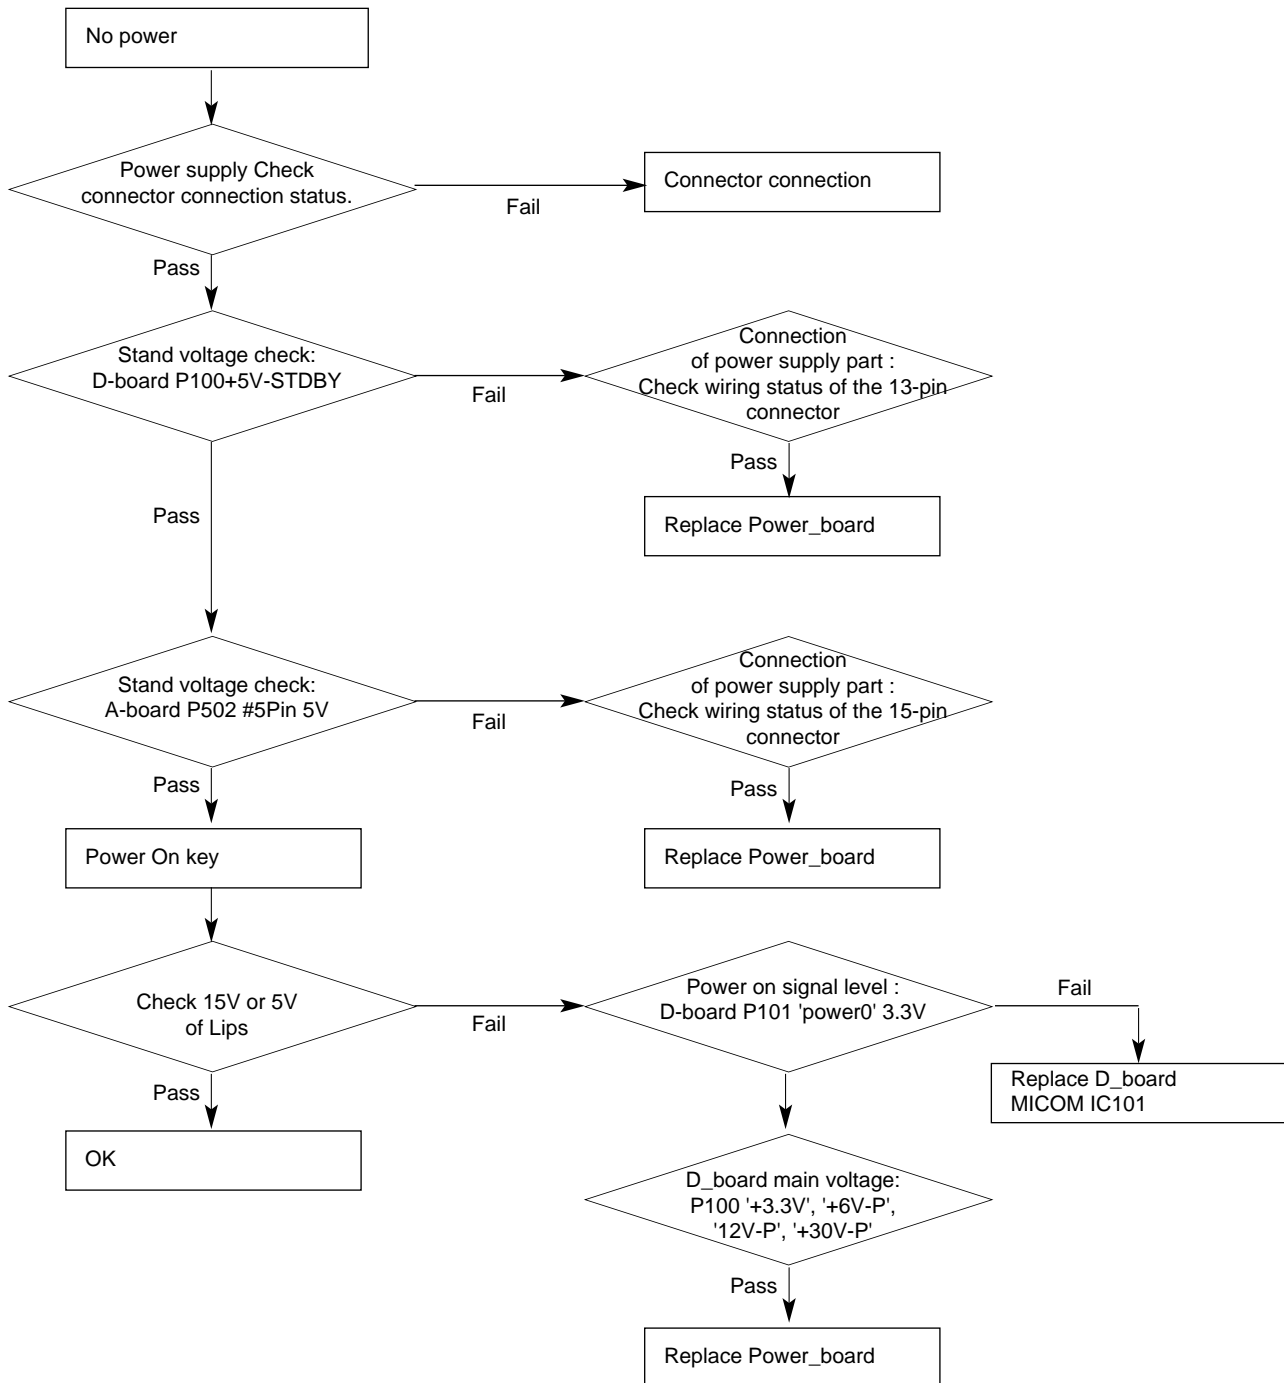 No power
Power supply Check
connector connection status.
Fail
Connector connection
Pass
Stand voltage check:
D-board P100+5V-STDBY
Fail
Connection
of power supply part :
Check wiring status of the 13-pin
connector
Pass
Replace Power_board
Pass
Stand voltage check:
A-board P502 #5Pin 5V
Fail
Connection
of power supply part :
Check wiring status of the 15-pin
connector
Pass
Pass
Power On key
Replace Power_board
Check 15V or 5V
of Lips
Fail
Power on signal level :
D-board P101 'power0' 3.3V
Fail
Replace D_board
MICOM IC101
Pass
OK
D_board main voltage:
P100 '+3.3V', '+6V-P',
'12V-P', '+30V-P'
Pass
Replace Power_board